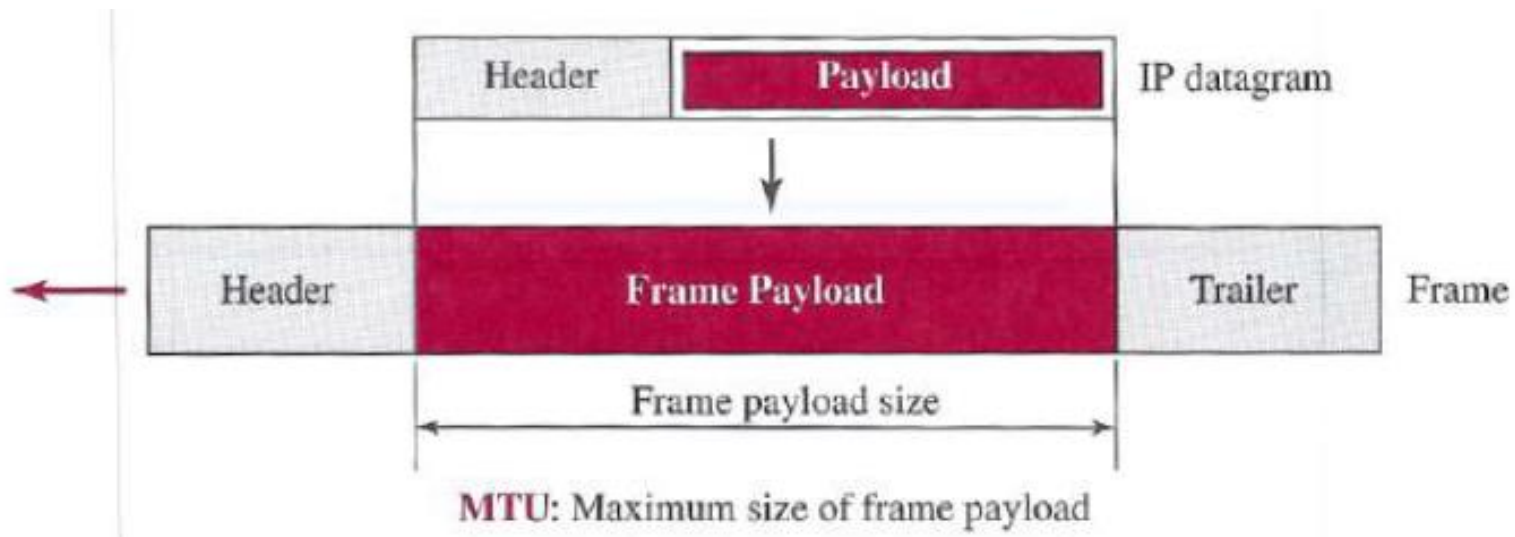 Header Payload IP datagram
Header Frame Payload Trailer Frame
Frame payload size
MTU: Maximum size of frame payload